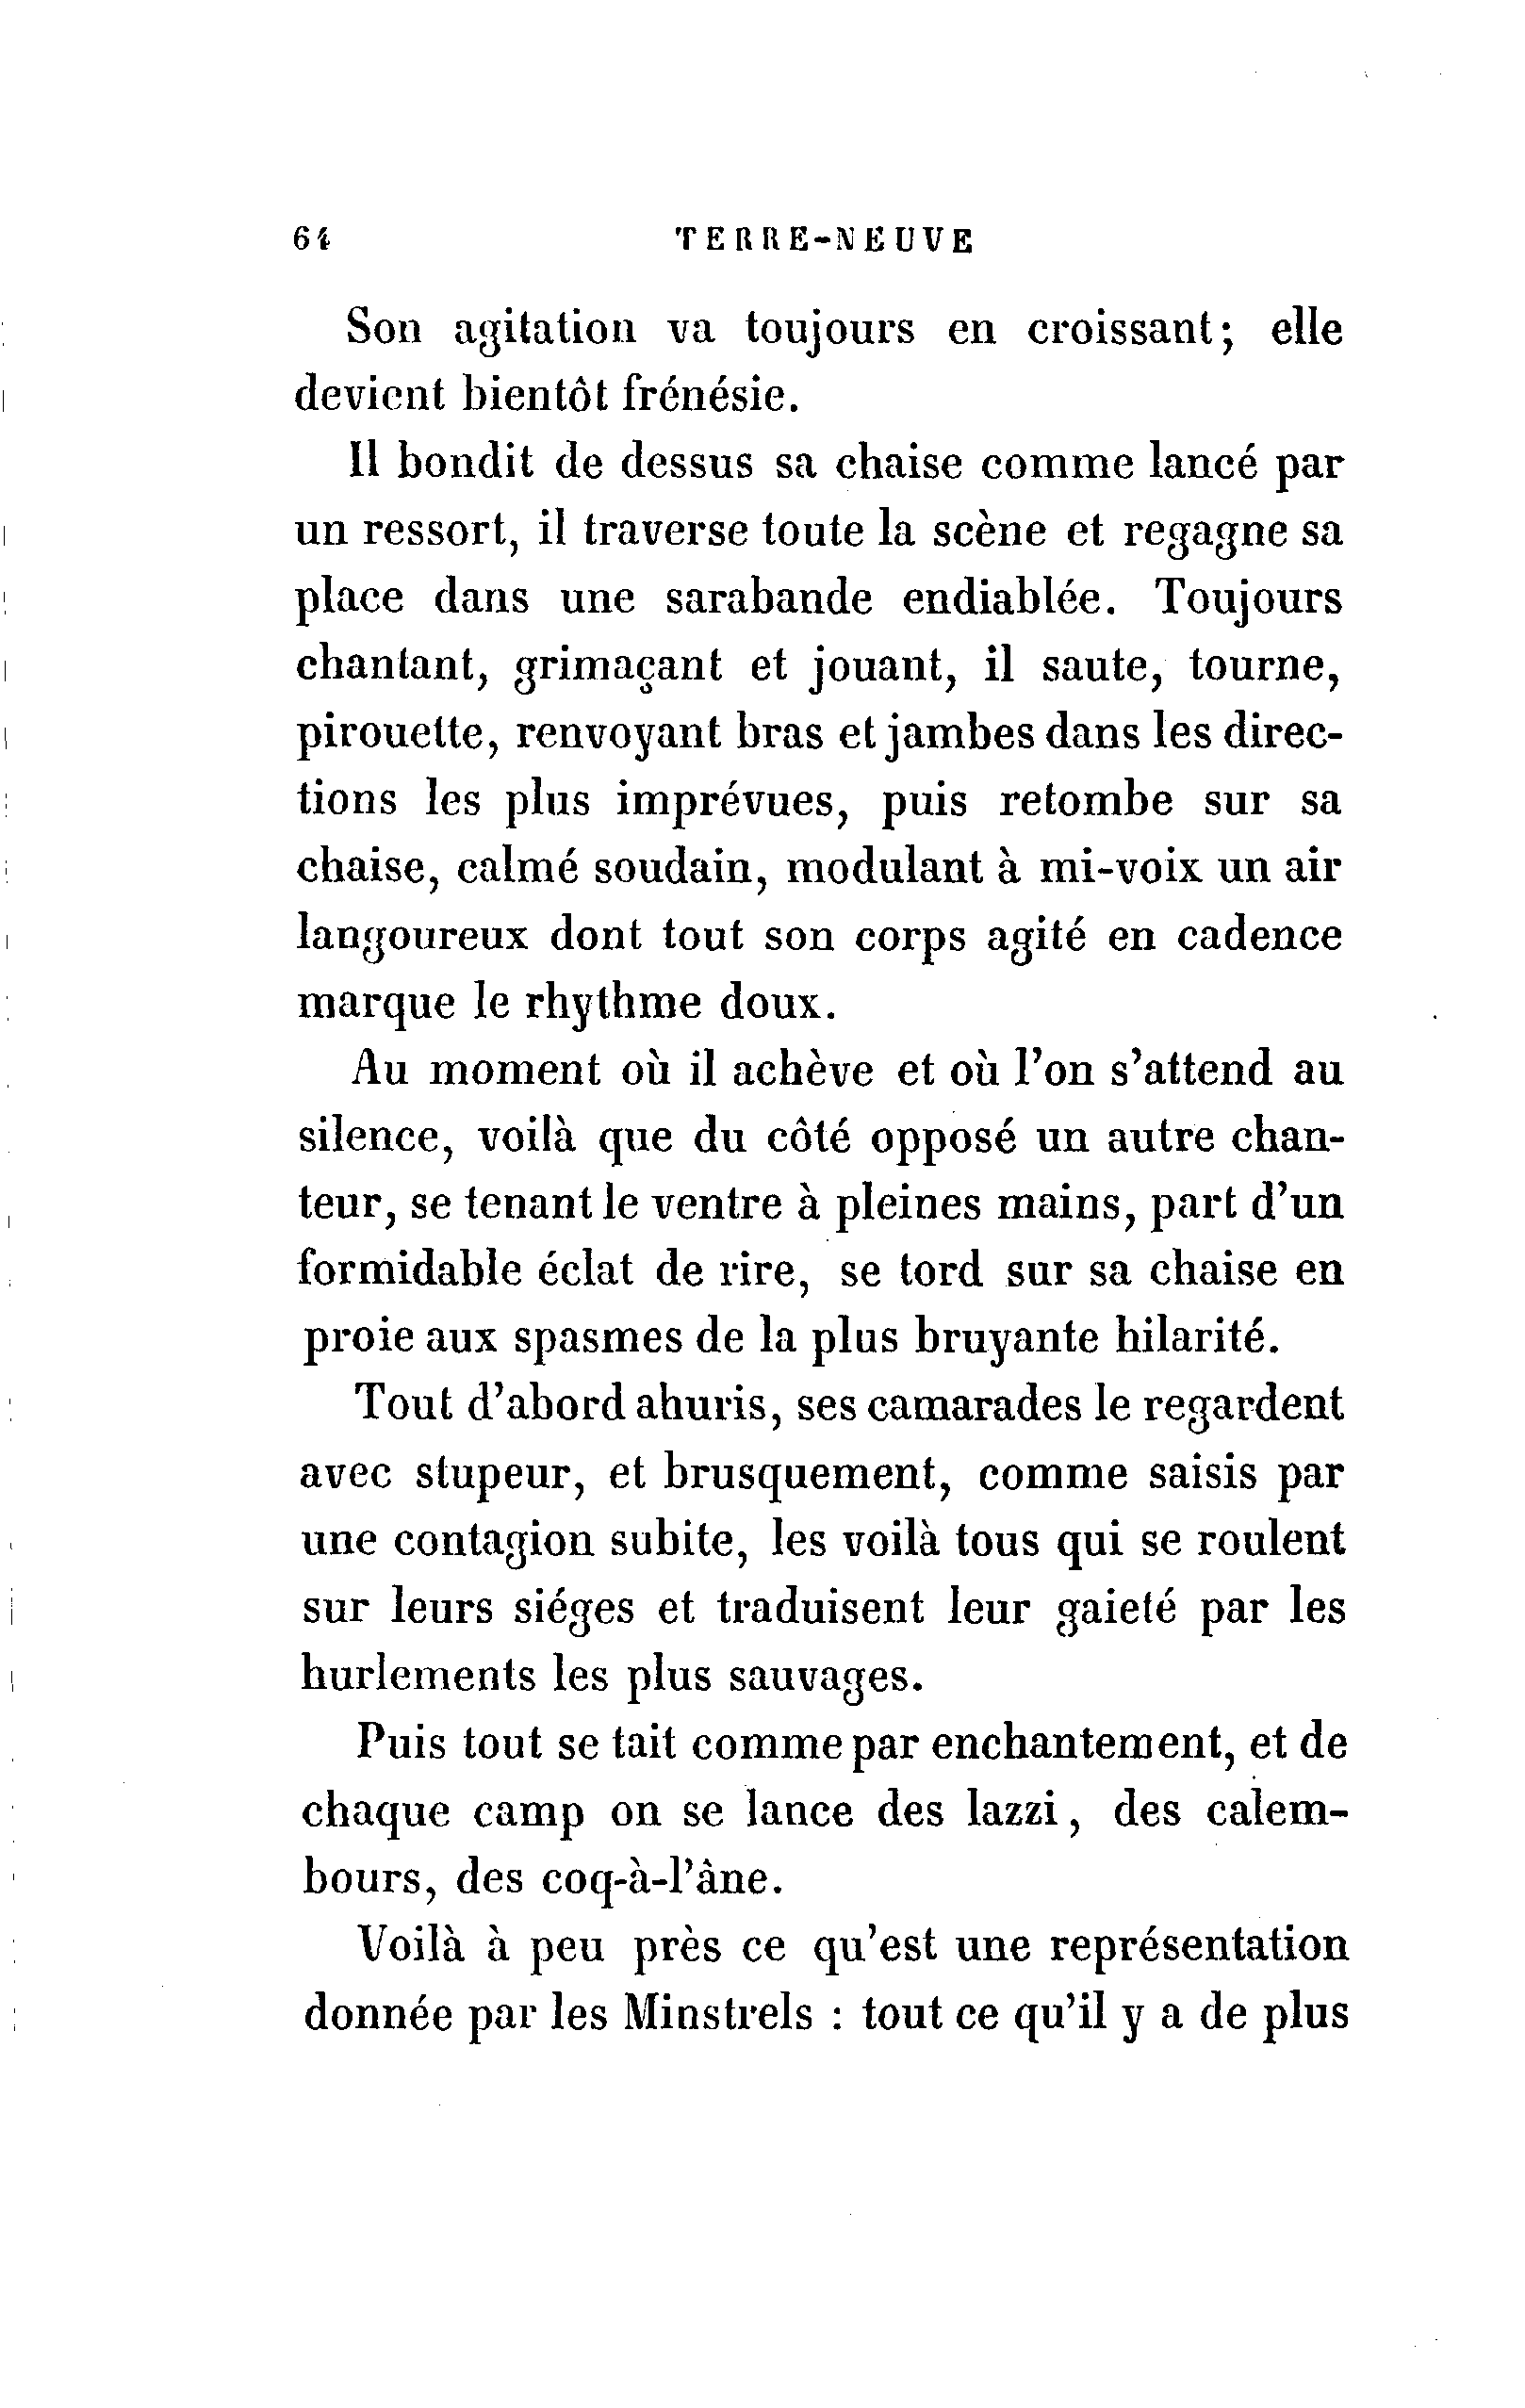 64 TERRE-NEUVE
Son agitation va toujours en croissant; elle
devient bientôt frénésie.
Il bondit de dessus sa chaise comme lancé par
un ressort, il traverse toute la scène et regagne sa
place dans une sarabande endiablée. Toujours
chantant, grimaçant et jouant, il saute, tourne,
pirouette, renvoyant bras et jambes dans les direc-
tions les plus imprévues, puis retombe sur sa
chaise, calmé soudain, modulant à mi-voix un air
langoureux dont tout son corps agité en cadence
marque le rhythme doux.
Au moment où il achève et où l'on s'attend au
silence, voilà que du côté opposé un autre chan-
teur, se tenant le ventre à pleines mains, part d'un
formidable éclat de rire, se tord sur sa chaise en
proie aux spasmes de la plus bruyante hilarité.
Tout d'abord ahuris, ses camarades le regardent
avec stupeur, et brusquement, comme saisis par
une contagion subite, les voilà tous qui se roulent
sur leurs siéges et traduisent leur gaieté par les
hurlements les plus sauvages.
Puis tout se tait comme par enchantement, et de
chaque camp on se lance des lazzi, des calem-
bours, des coq-à-l'âne.
Voilà à peu près ce qu'est une représentation
donnée par les Minstrels : tout ce qu'il y a de plus